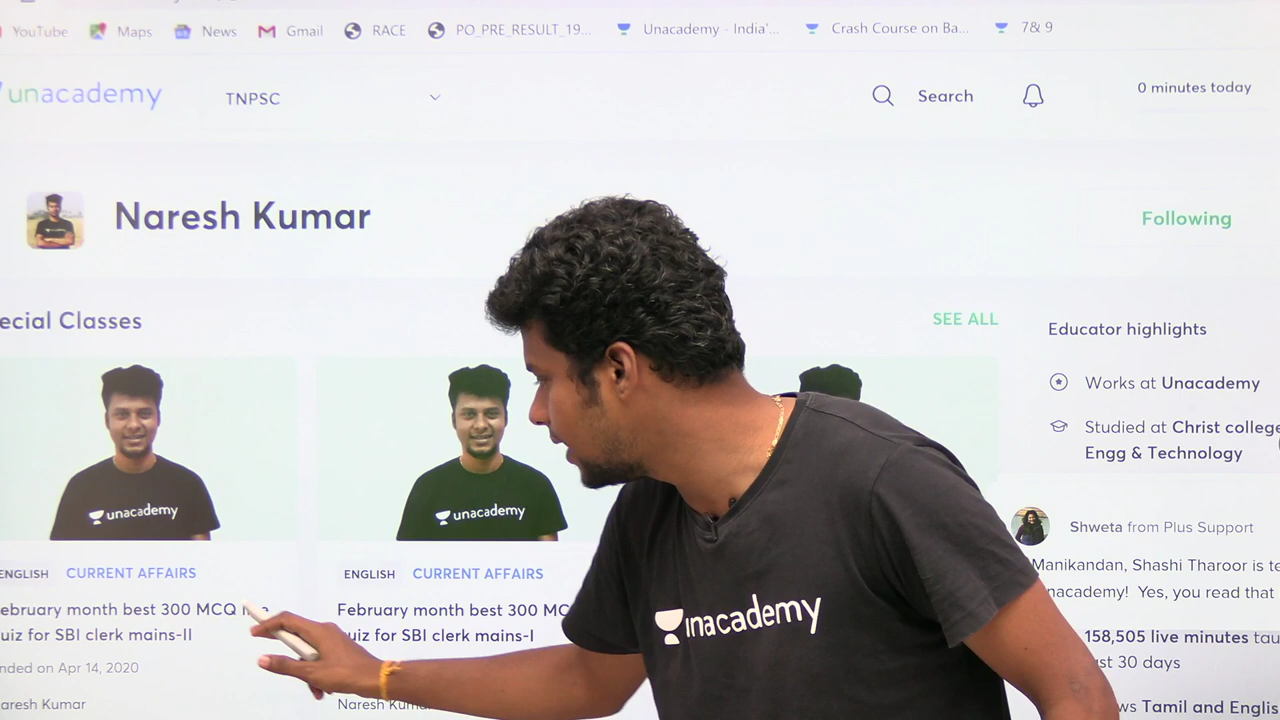 YouTube Maps News Gmail RACE PO_PRE_RESULT_19... Unacademy - India'... Crash Course on Ba... 7& 9
unacademy TNPSC Search 0 minutes today
Naresh Kumar Following
ecial Classes SEE ALL
Educator highlights
Works at Unacademy
Studied at Christ college
Engg & Technology
unacademy
unacademy
unacademy
Shweta from Plus Support
Manikandan, Shashi Tharoor is te
nacademy! Yes, you read that
158,505 live minutes tau
ast 30 days
ws Tamil and Englis
ENGLISH CURRENT AFFAIRS
ebruary month best 300 MCQ
uiz for SBI clerk mains-II
nded on Apr 14, 2020
aresh Kumar
ENGLISH CURRENT AFFAIRS
February month best 300 MC
uiz for SBI clerk mains-I
Naresh Kuma